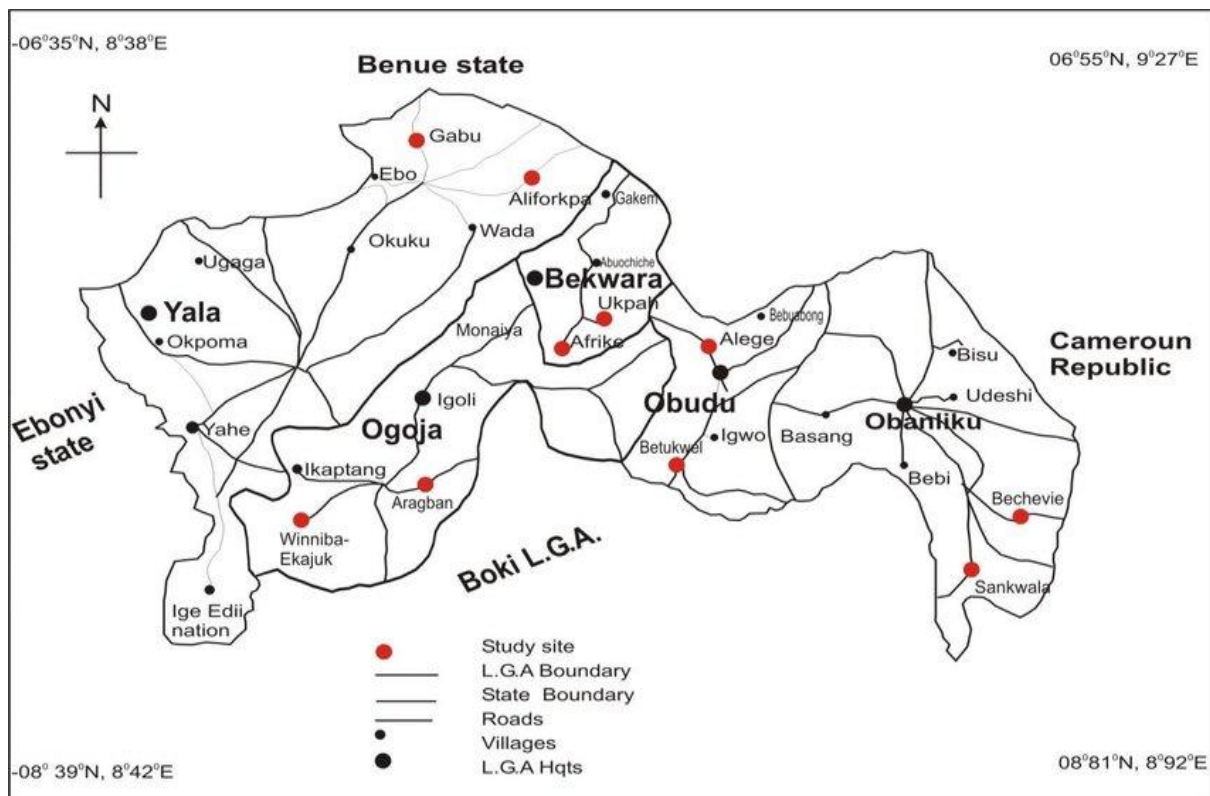 -06°35°N, 8°38°E
06°55°N, 9°27°E
Benue state
N
Gabu
Ebo
Aliforkpa
Gakem
Wada
Okuku
Ugaga
Abuochiche
Bekwara
Yala
Ukpah
Bebusbong
Monaiya
Okpoma
Afrike
Alege
Bisu
Cameroun
Republic
Igoli
Obudu
Udeshi
Ebonyi
state
Yahe
Ogoja
Obanliku
Igwo
Basang
Betukwel
Ikaptang
Bebi
Aragban
Bechevie
Winniba-
Ekajuk
Boki L.G.A.
Sankwala
Ige Edii
nation
Study site
L.G.A Boundary
State Boundary
Roads
Villages
L.G.A Hqts
-08° 39°N, 8°42°E
08°81°N, 8°92°E